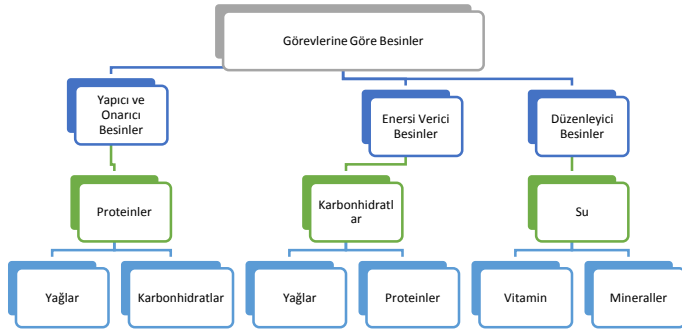 Görevlerine Göre Besinler
Yapıcı ve
Onarıcı
Besinler
Enersi Verici
Besinler
Düzenleyici
Besinler
Proteinler
Karbonhidratl
ar
Su
Yağlar
Karbonhidratlar
Yağlar
Proteinler
Vitamin
Mineraller